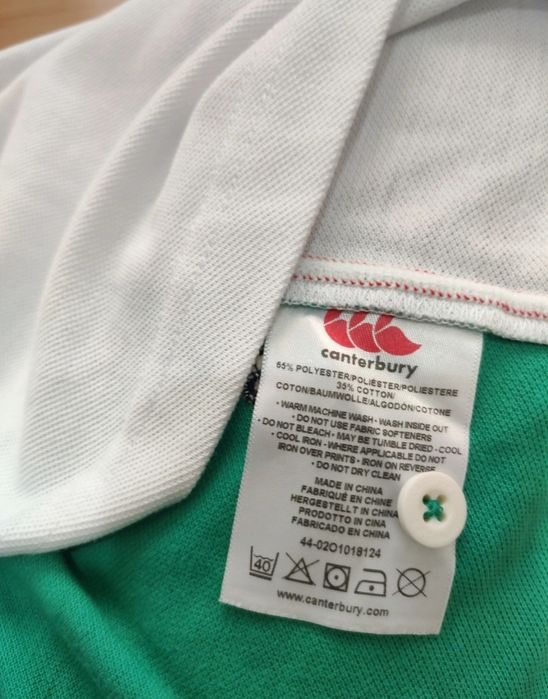 canterbury
65% POLYESTER/POLIÉSTER/POLIESTERE
35% COTTON/
COTON/BAUMWOLLE/ALGODÓN/COTONE
• WARM MACHINE WASH • WASH INSIDE OUT
• DO NOT USE FABRIC SOFTENERS
• DO NOT BLEACH • MAY BE TUMBLE DRIED - COOL
• COOL IRON - WHERE APPLICABLE DO NOT
IRON OVER PRINTS • IRON ON REVERSE
• DO NOT DRY CLEAN
MADE IN CHINA
FABRIQUÉ EN CHINE
HERGESTELLT IN CHINA
PRODOTTO IN CINA
FABRICADO EN CHINA
44-02O1018124
40
www.canterbury.com